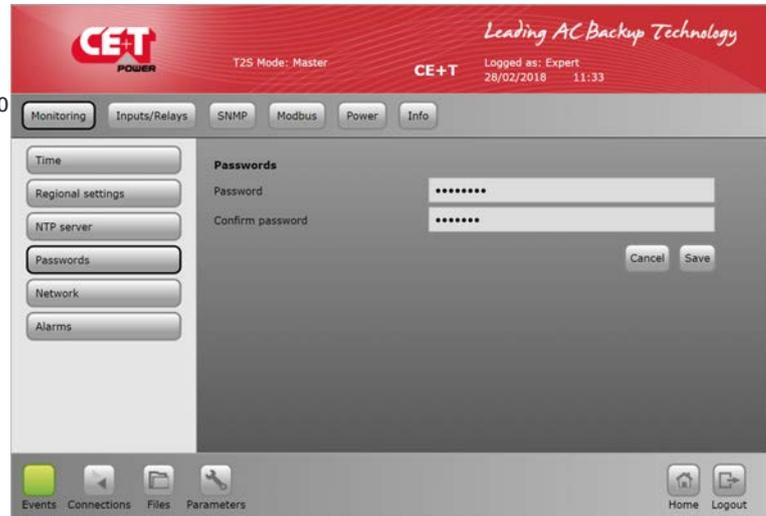 Leading AC Backup Technology
CE+T
POWER
T2S Mode: Master
CE+T
Logged as: Expert
28/02/2018 11:33
0
Monitoring Inputs/Relays SNMP Modbus Power Info
Time
Regional settings
NTP server
Passwords
Network
Alarms
Passwords
Password ••••••••
Confirm password •••••••
Cancel Save
Events Connections Files Parameters Home Logout